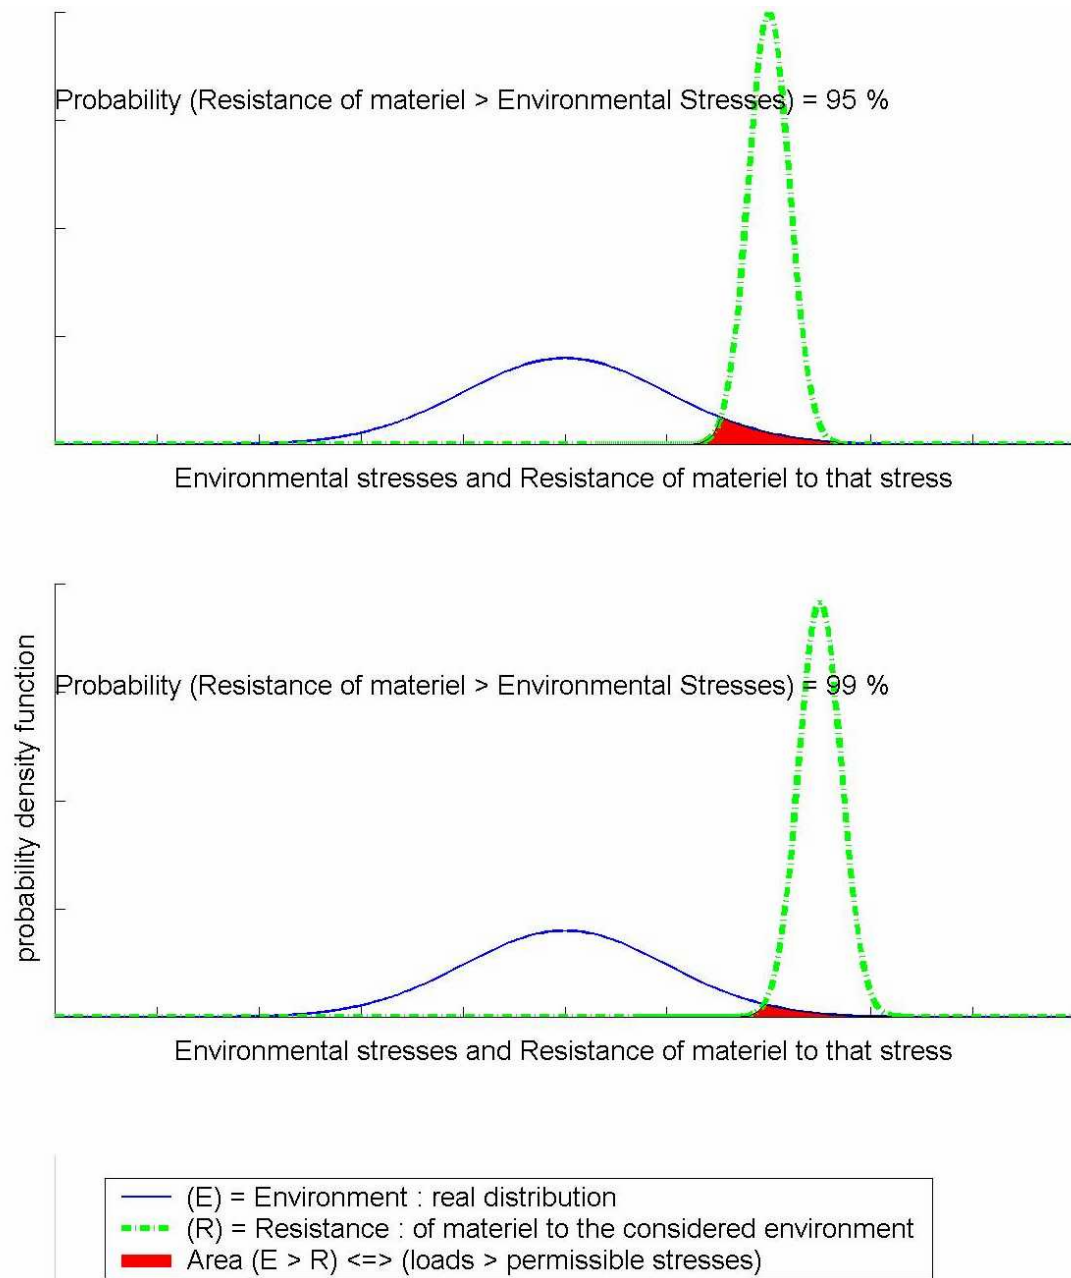 Probability (Resistance of materiel > Environmental Stresses) = 95 %
Environmental stresses and Resistance of materiel to that stress
probability density function
Probability (Resistance of materiel > Environmental Stresses) = 99 %
Environmental stresses and Resistance of materiel to that stress
(E) = Environment : real distribution
(R) = Resistance : of materiel to the considered environment
Area (E > R) <=> (loads > permissible stresses)